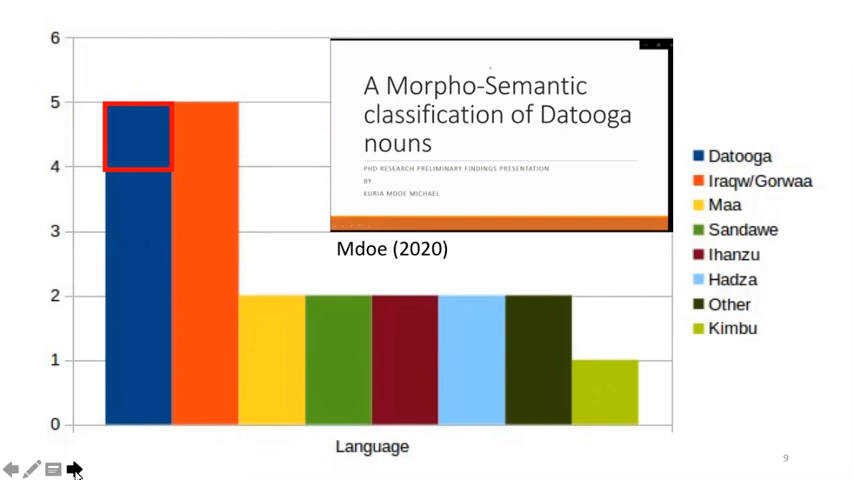 6
5
4
3
2
1
0
A Morpho-Semantic
classification of Datooga
nouns
PHD RESEARCH PRELIMINARY FINDINGS PRESENTATION
BY
KURIA MDOE MICHAEL
Mdoe (2020)
Language
Datooga
Iraqw/Gorwaa
Maa
Sandawe
Ihanzu
Hadza
Other
Kimbu
9